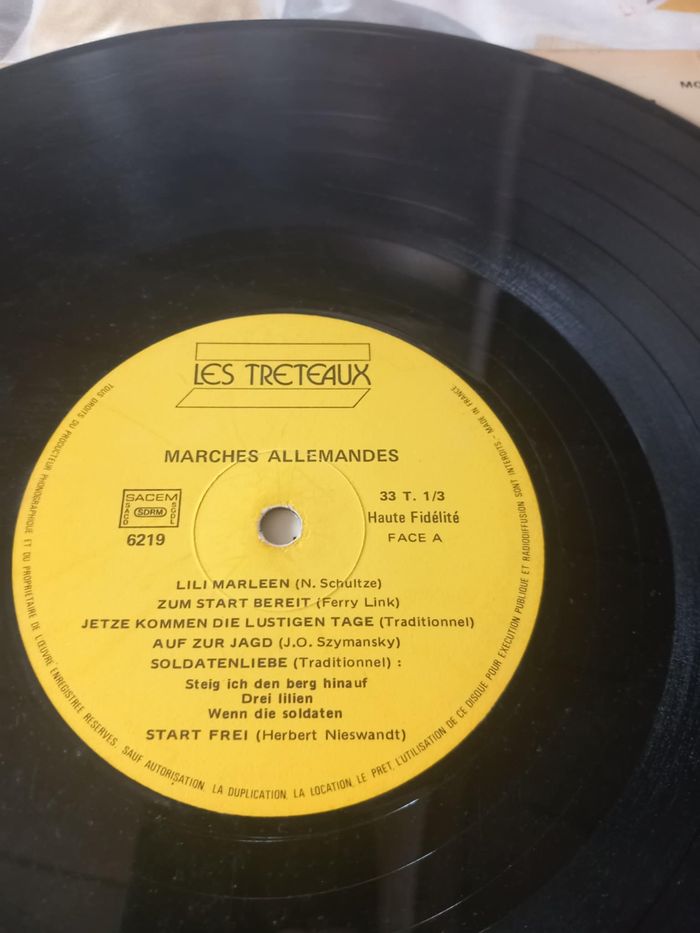 MO
LES TRETEAUX
MARCHES ALLEMANDES
SACEM
SACD SDRM SGDL
6219
33 T. 1/3
Haute Fidélité
FACE A
LILI MARLEEN (N. Schultze)
ZUM START BEREIT (Ferry Link)
JETZE KOMMEN DIE LUSTIGEN TAGE (Traditionnel)
AUF ZUR JAGD (J.O. Szymansky)
SOLDATENLIEBE (Traditionnel) :
Steig ich den berg hinauf
Drei lilien
Wenn die soldaten
START FREI (Herbert Nieswandt)
TOUS DROITS DU PRODUCTEUR PHONOGRAPHIQUE ET DU PROPRIETAIRE DE L'ŒUVRE ENREGISTREE RESERVES. SAUF AUTORISATION, LA DUPLICATION, LA LOCATION, LE PRET, L'UTILISATION DE CE DISQUE POUR EXECUTION PUBLIQUE ET RADIODIFFUSION SONT INTERDITS - MADE IN FRANCE